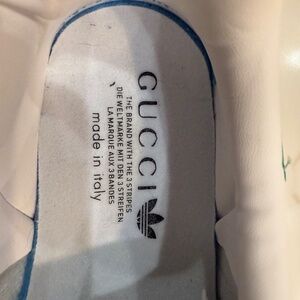 GUCCI
THE BRAND WITH THE 3 STRIPES
DIE WELTMARKE MIT DEN 3 STREIFEN
LA MARQUE AUX 3 BANDES
made in italy